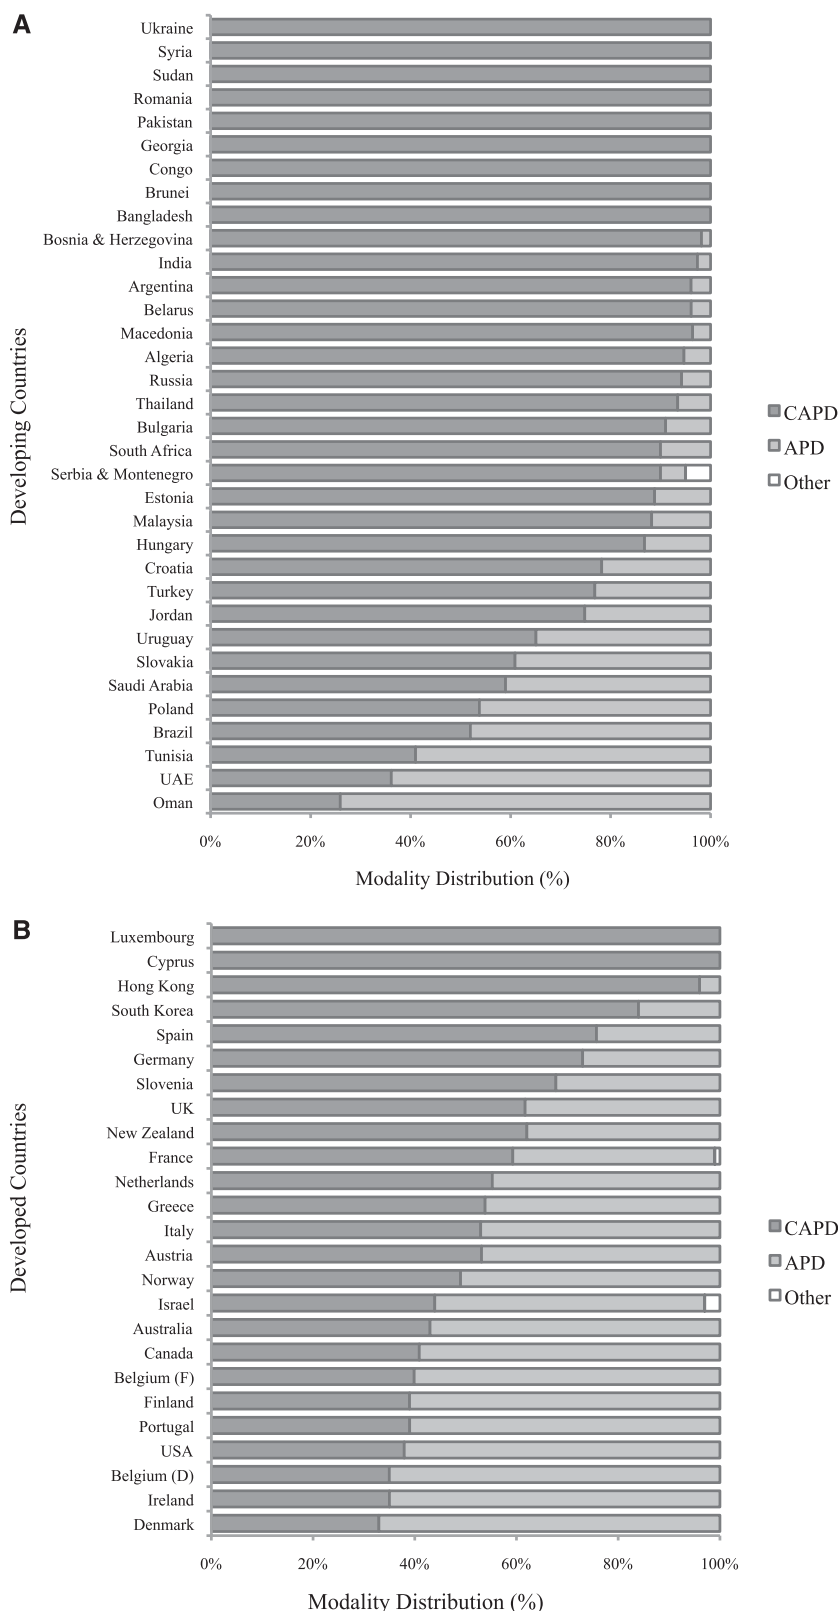 A
Ukraine
Syria
Sudan
Romania
Pakistan
Georgia
Congo
Brunei
Bangladesh
Bosnia & Herzegovina
India
Argentina
Belarus
Macedonia
Algeria
Russia
Thailand
Bulgaria
South Africa
Serbia & Montenegro
Estonia
Malaysia
Hungary
Croatia
Turkey
Jordan
Uruguay
Slovakia
Saudi Arabia
Poland
Brazil
Tunisia
UAE
Oman
Developing Countries
CAPD
APD
Other
0% 20% 40% 60% 80% 100%
Modality Distribution (%)
B
Luxembourg
Cyprus
Hong Kong
South Korea
Spain
Germany
Slovenia
UK
New Zealand
France
Netherlands
Greece
Italy
Austria
Norway
Israel
Australia
Canada
Belgium (F)
Finland
Portugal
USA
Belgium (D)
Ireland
Denmark
Developed Countries
CAPD
APD
Other
0% 20% 40% 60% 80% 100%
Modality Distribution (%)